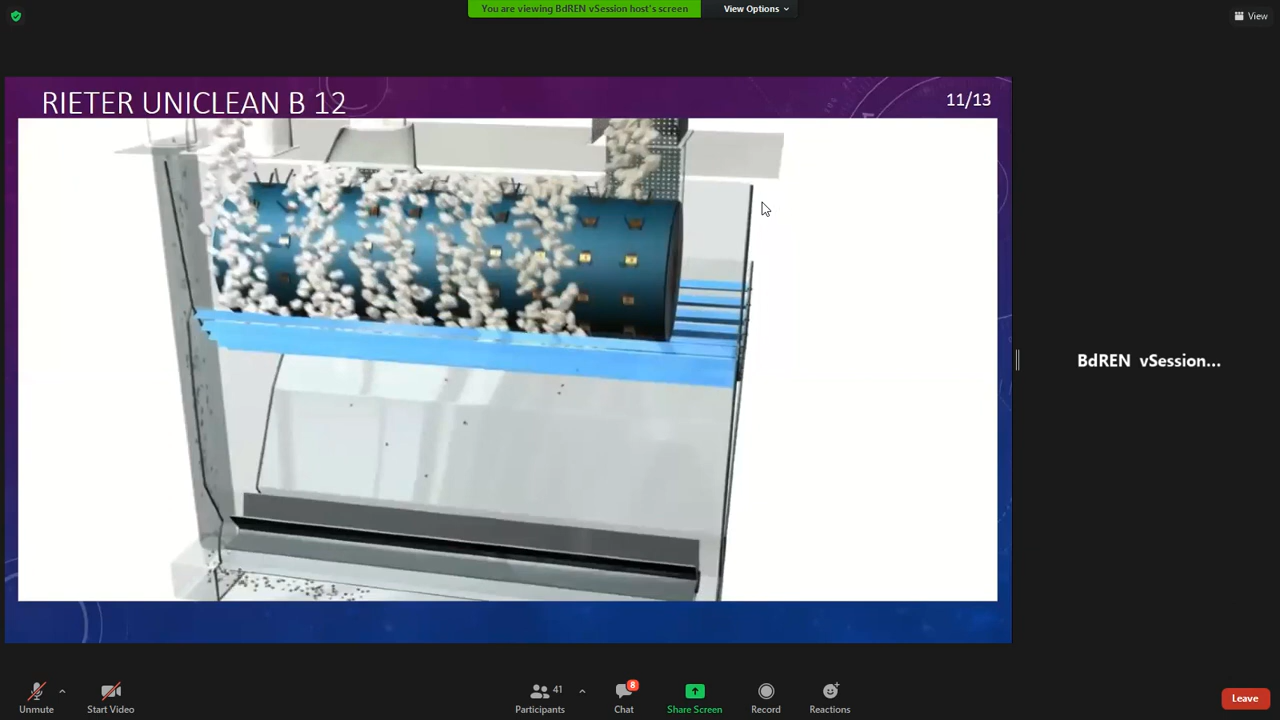 You are viewing BdREN vSession host's screen
View Options
View
RIETER UNICLEAN B 12
11/13
BdREN vSession...
Unmute
Start Video
41
Participants
8
Chat
Share Screen
Record
Reactions
Leave